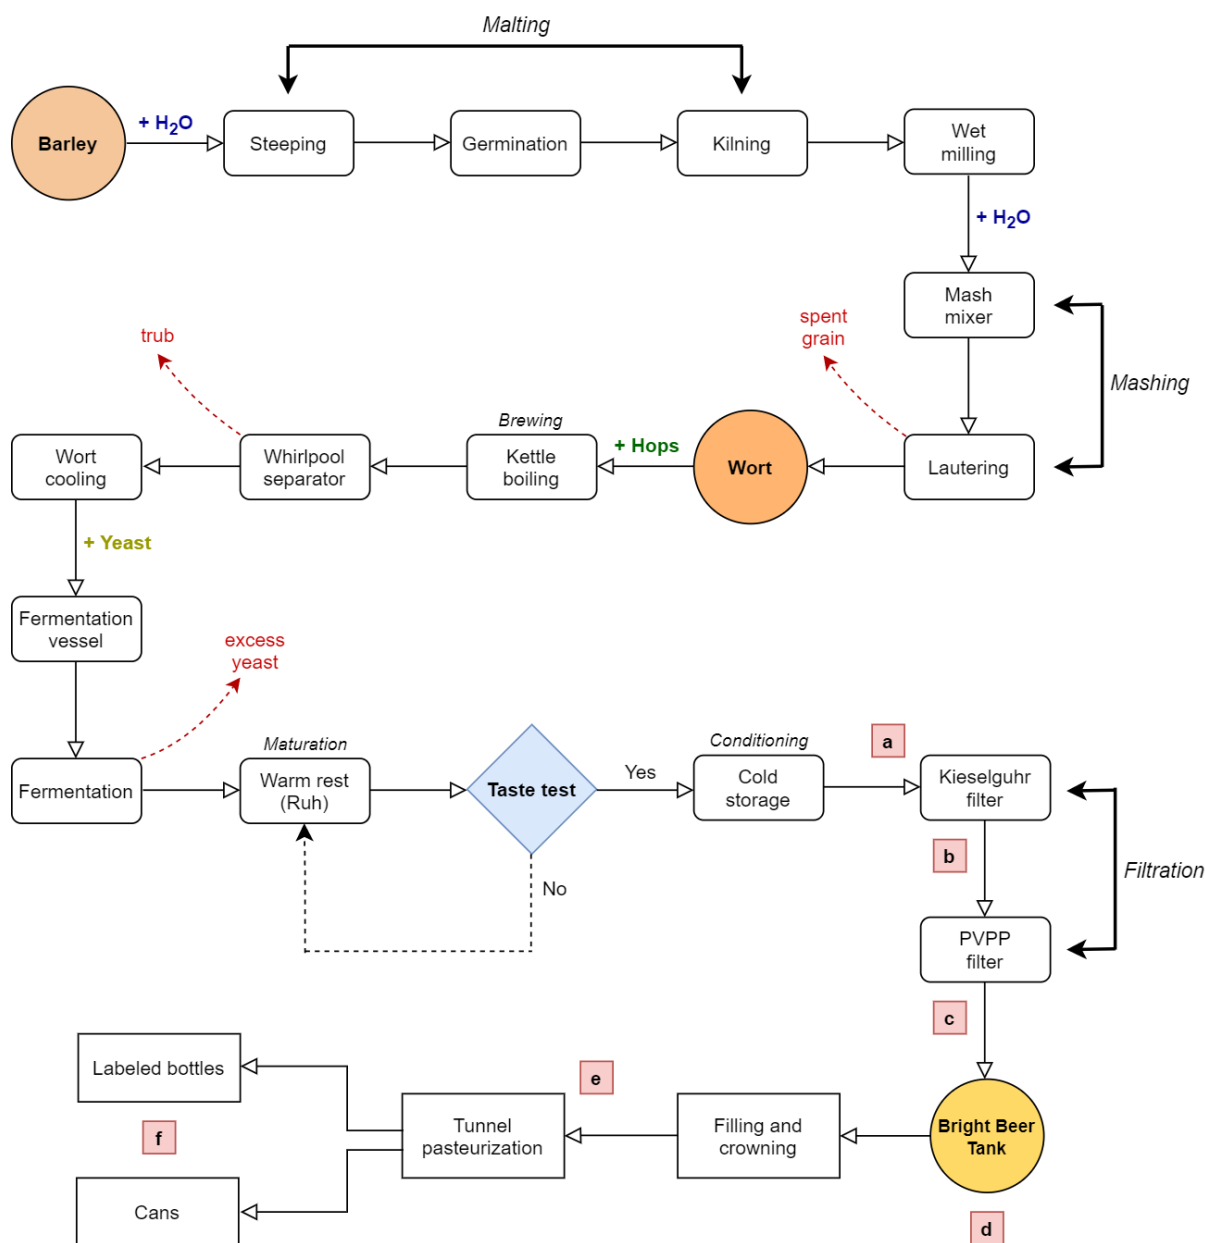 Malting
Barley
+ H₂O
Steeping
Germination
Kilning
Wet
milling
+ H₂O
Mash
mixer
Mashing
spent
grain
Lautering
Wort
+ Hops
Brewing
Kettle
boiling
trub
Whirlpool
separator
Wort
cooling
+ Yeast
Fermentation
vessel
excess
yeast
Fermentation
Maturation
Warm rest
(Ruh)
Taste test
No
Yes
Conditioning
Cold
storage
a
Kieselguhr
filter
b
Filtration
PVPP
filter
c
Bright Beer
Tank
d
Filling and
crowning
e
Tunnel
pasteurization
Labeled bottles
f
Cans